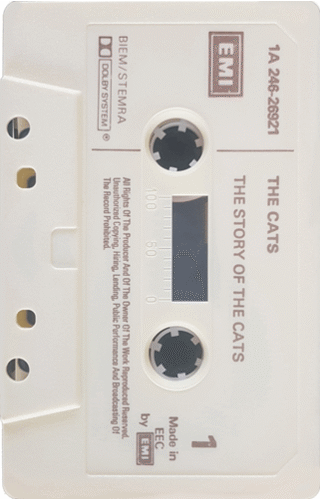 EMI
1A 246-26921
BIEM/STEMRA
DOLBY SYSTEM ®
THE CATS
THE STORY OF THE CATS
100 50 0
All Rights Of The Producer And Of The Owner Of The Work Reproduced Reserved.
Unauthorized Copying, Hiring, Lending, Public Performance And Broadcasting Of
The Record Prohibited.
1
Made in
EEC
by EMI